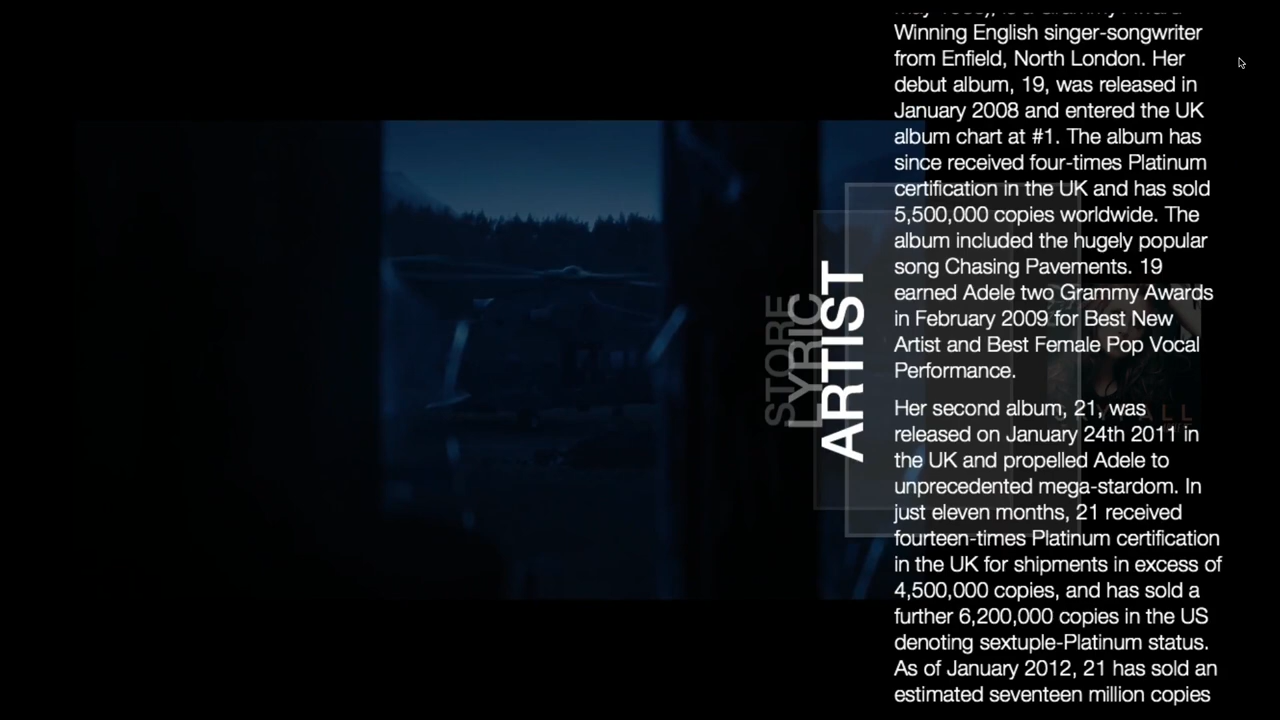 Winning English singer-songwriter
from Enfield, North London. Her
debut album, 19, was released in
January 2008 and entered the UK
album chart at #1. The album has
since received four-times Platinum
certification in the UK and has sold
5,500,000 copies worldwide. The
album included the hugely popular
song Chasing Pavements. 19
earned Adele two Grammy Awards
in February 2009 for Best New
Artist and Best Female Pop Vocal
Performance.
Her second album, 21, was
released on January 24th 2011 in
the UK and propelled Adele to
unprecedented mega-stardom. In
just eleven months, 21 received
fourteen-times Platinum certification
in the UK for shipments in excess of
4,500,000 copies, and has sold a
further 6,200,000 copies in the US
denoting sextuple-Platinum status.
As of January 2012, 21 has sold an
estimated seventeen million copies
STORE
LYRIC
ARTIST